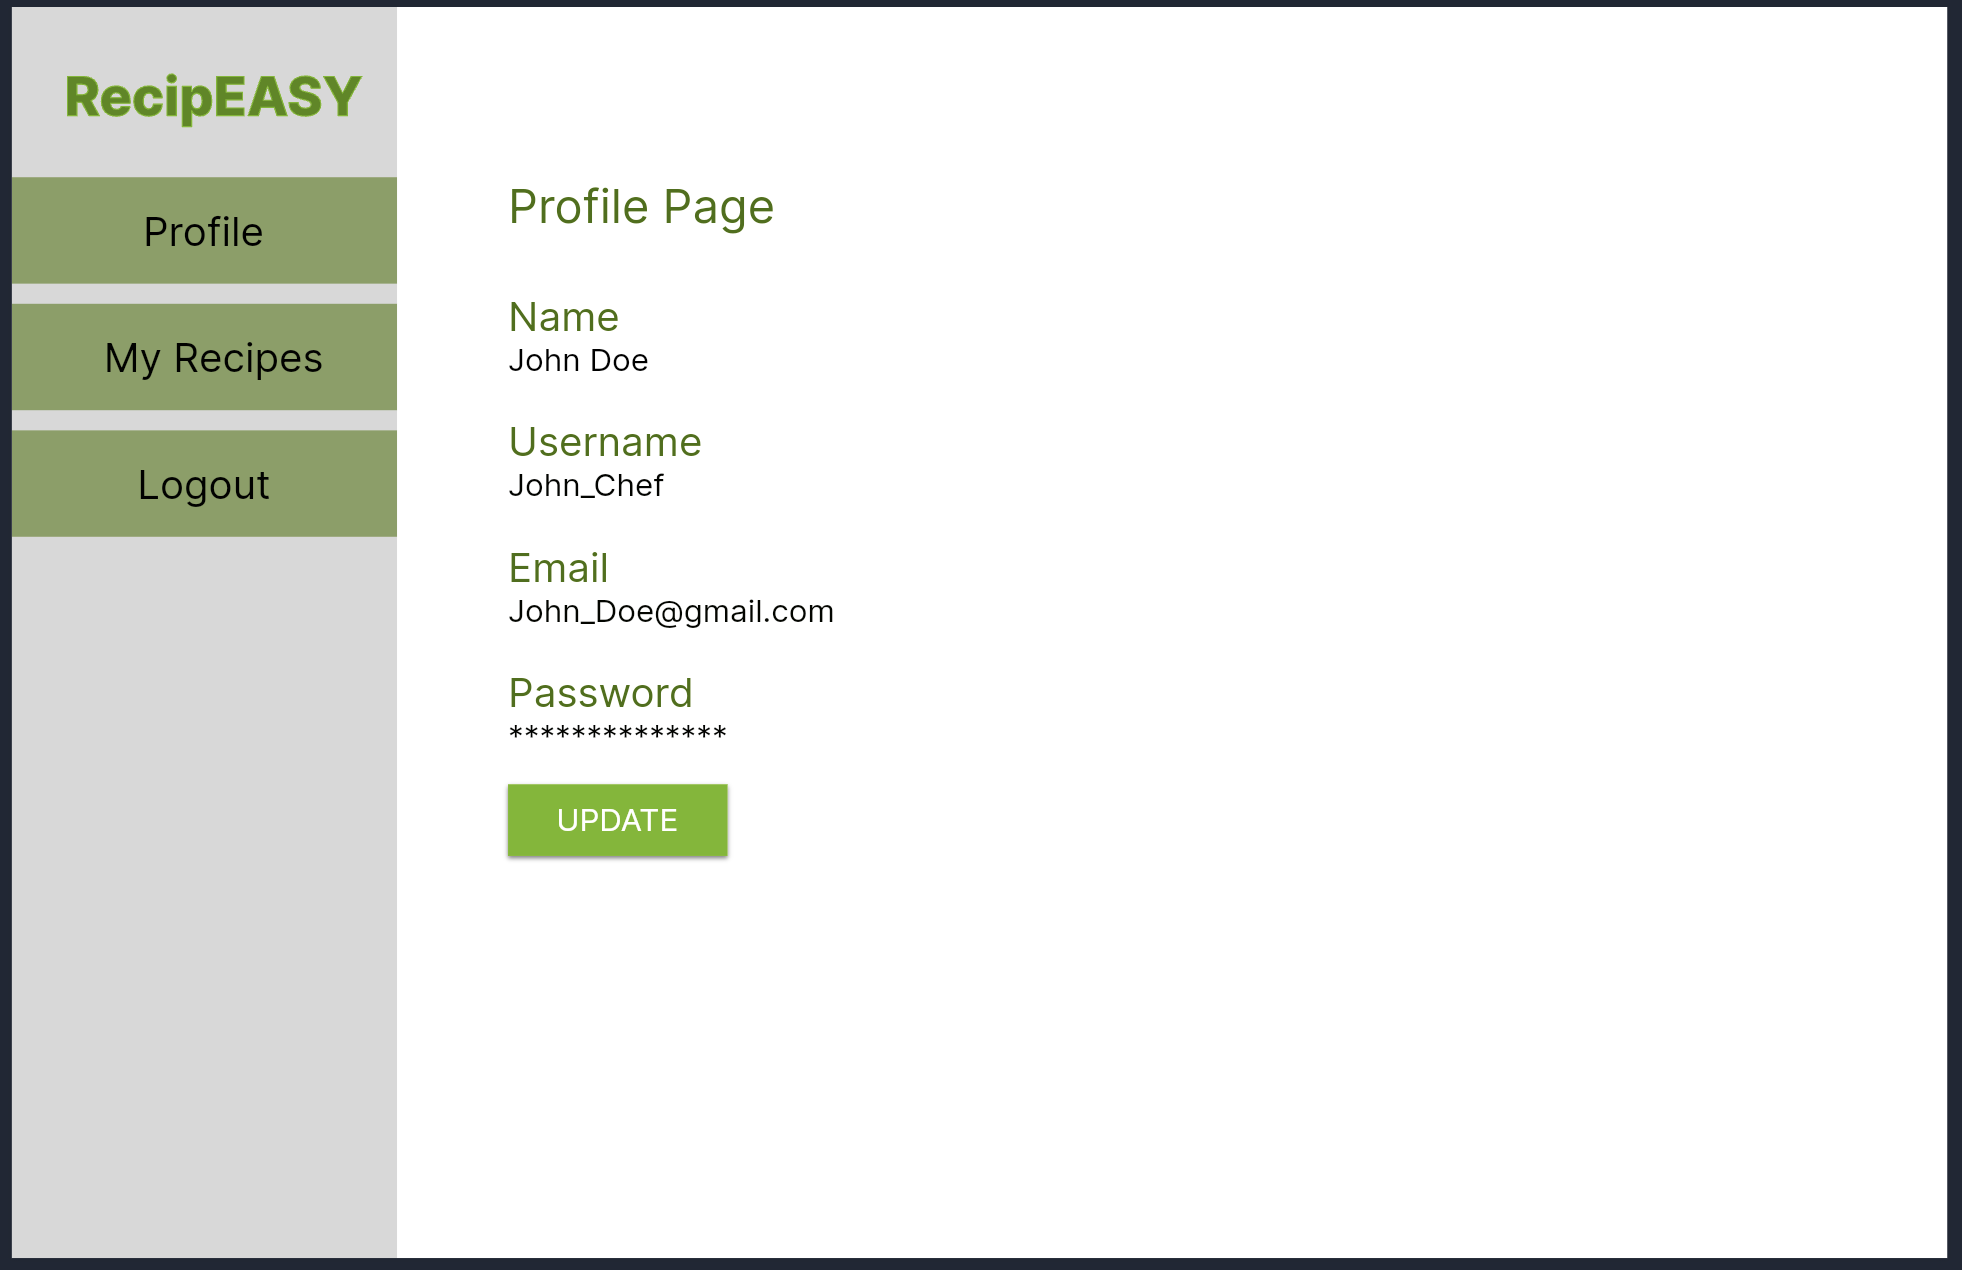 RecipEASY
Profile
My Recipes
Logout
Profile Page
Name
John Doe
Username
John_Chef
Email
John_Doe@gmail.com
Password
**************
UPDATE